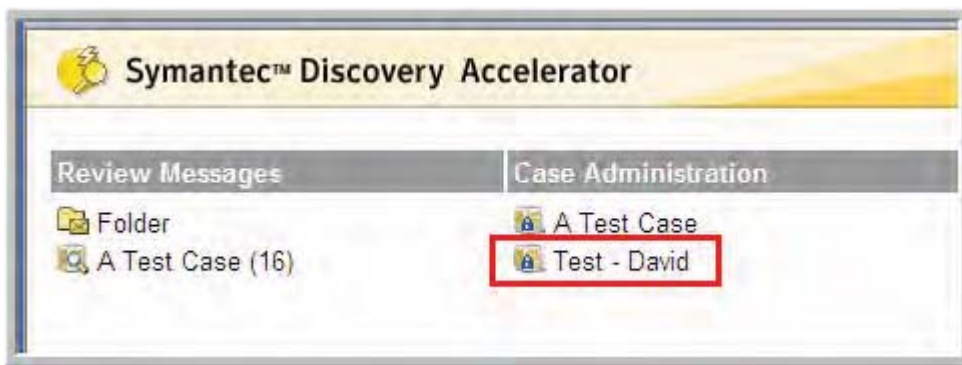 Symantec™ Discovery Accelerator
Review Messages
Case Administration
Folder
A Test Case
A Test Case (16)
Test - David